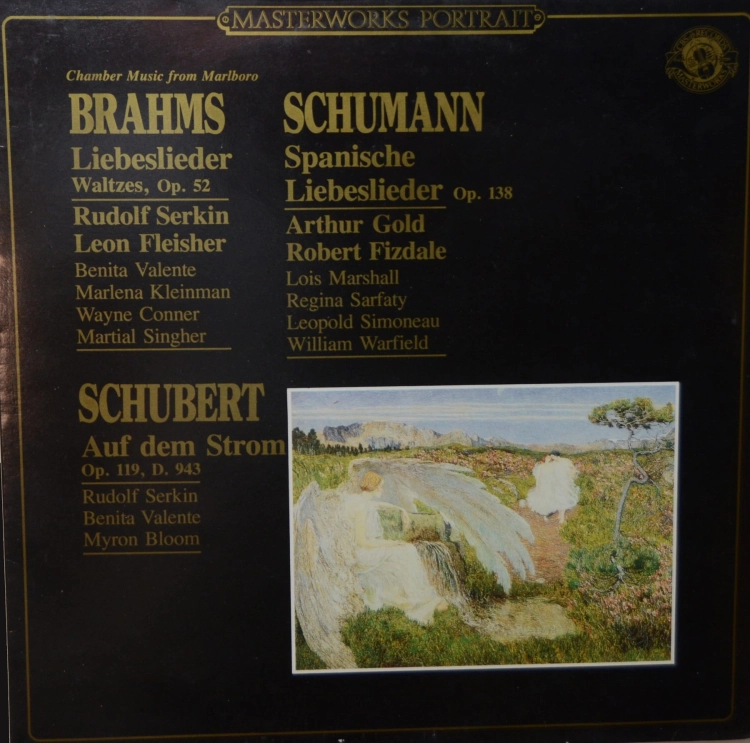 MASTERWORKS PORTRAIT
Chamber Music from Marlboro
BRAHMS
Liebeslieder
Waltzes, Op. 52
Rudolf Serkin
Leon Fleisher
Benita Valente
Marlena Kleinman
Wayne Conner
Martial Singher
SCHUMANN
Spanische
Liebeslieder Op. 138
Arthur Gold
Robert Fizdale
Lois Marshall
Regina Sarfaty
Leopold Simoneau
William Warfield
SCHUBERT
Auf dem Strom
Op. 119, D. 943
Rudolf Serkin
Benita Valente
Myron Bloom
MASTERWORKS